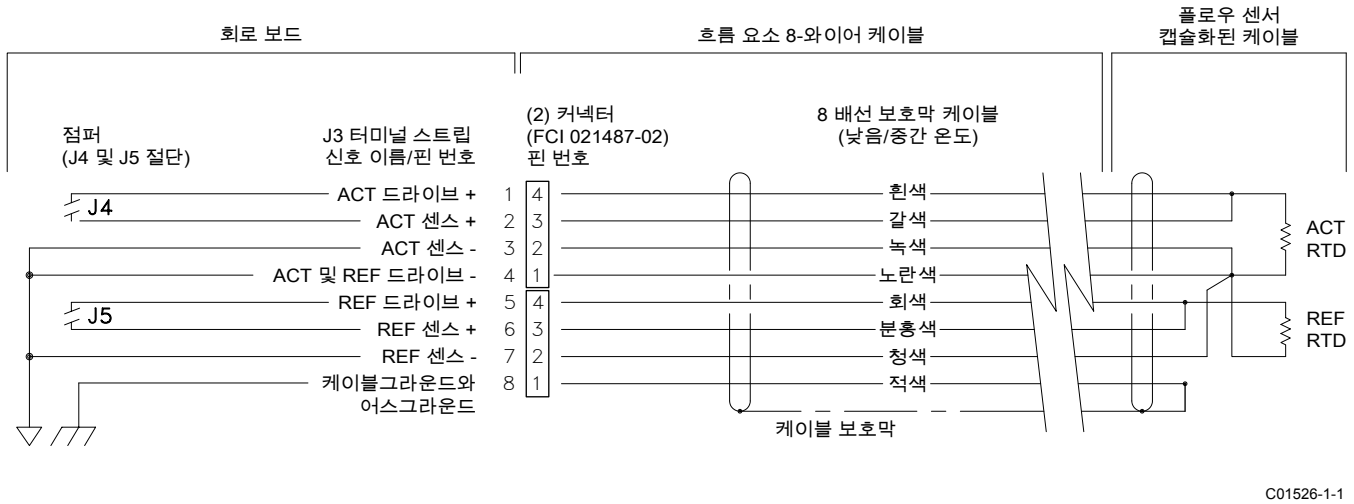 회로 보드
흐름 요소 8-와이어 케이블
플로우 센서
캡슐화된 케이블
점퍼
(J4 및 J5 절단)
J3 터미널 스트립
신호 이름/핀 번호
(2) 커넥터
(FCI 021487-02)
핀 번호
8 배선 보호막 케이블
(낮음/중간 온도)
J4
ACT 드라이브 + 1 4 흰색
ACT 센스 + 2 3 갈색
ACT 센스 - 3 2 녹색
ACT 및 REF 드라이브 - 4 1 노란색
ACT
RTD
J5
REF 드라이브 + 5 4 회색
REF 센스 + 6 3 분홍색
REF 센스 - 7 2 청색
REF
RTD
케이블그라운드와 8 1 적색
어스그라운드
케이블 보호막
C01526-1-1